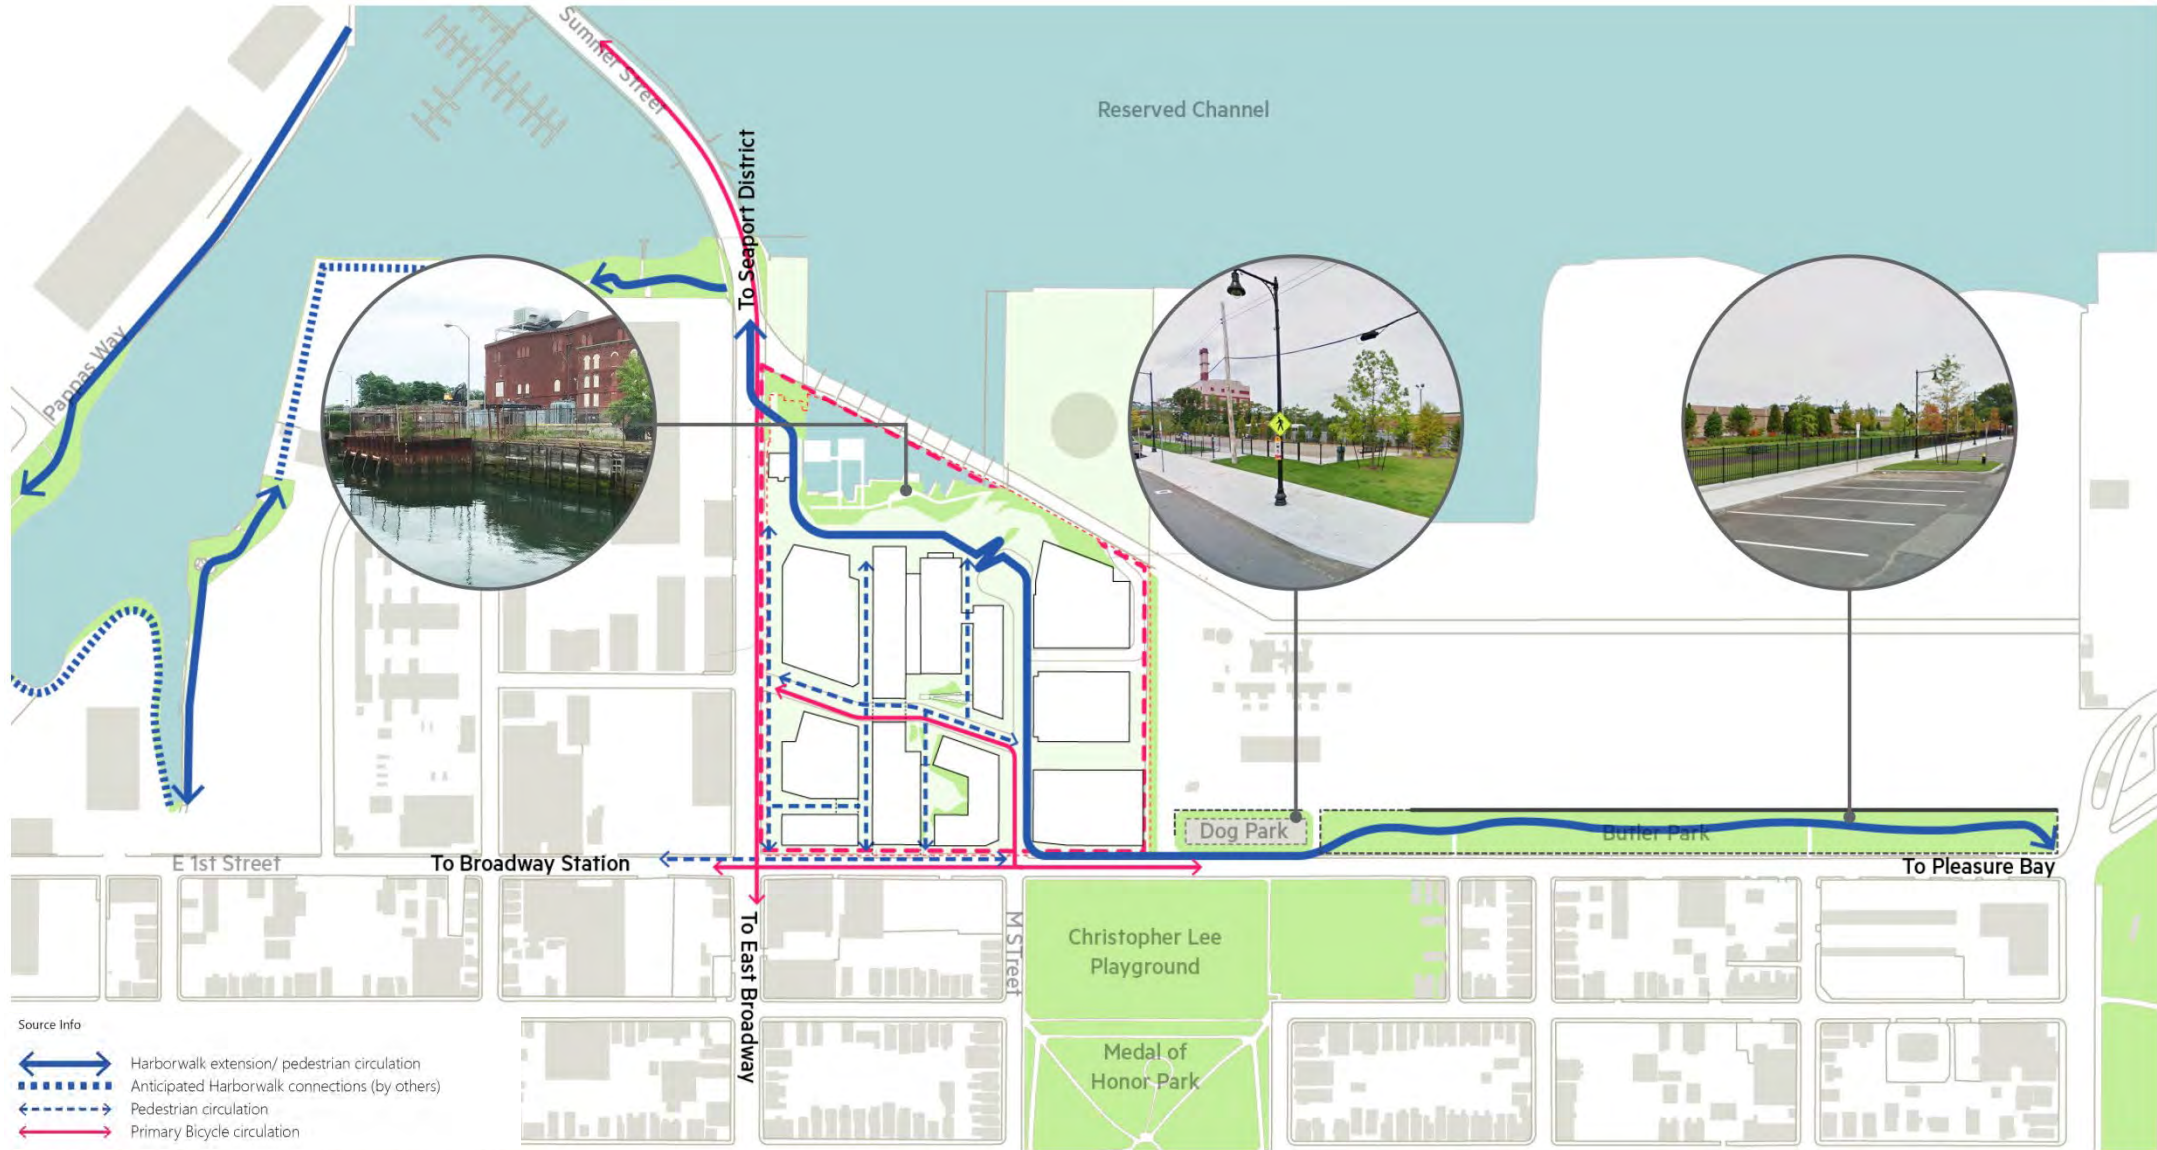 Summer Street
Reserved Channel
To Seaport District
Pappas Way
Dog Park
Butler Park
E 1st Street
To Broadway Station
To Pleasure Bay
To East Broadway
M STreet
Christopher Lee
Playground
Medal of
Honor Park
Source Info
Harborwalk extension/ pedestrian circulation
Anticipated Harborwalk connections (by others)
Pedestrian circulation
Primary Bicycle circulation